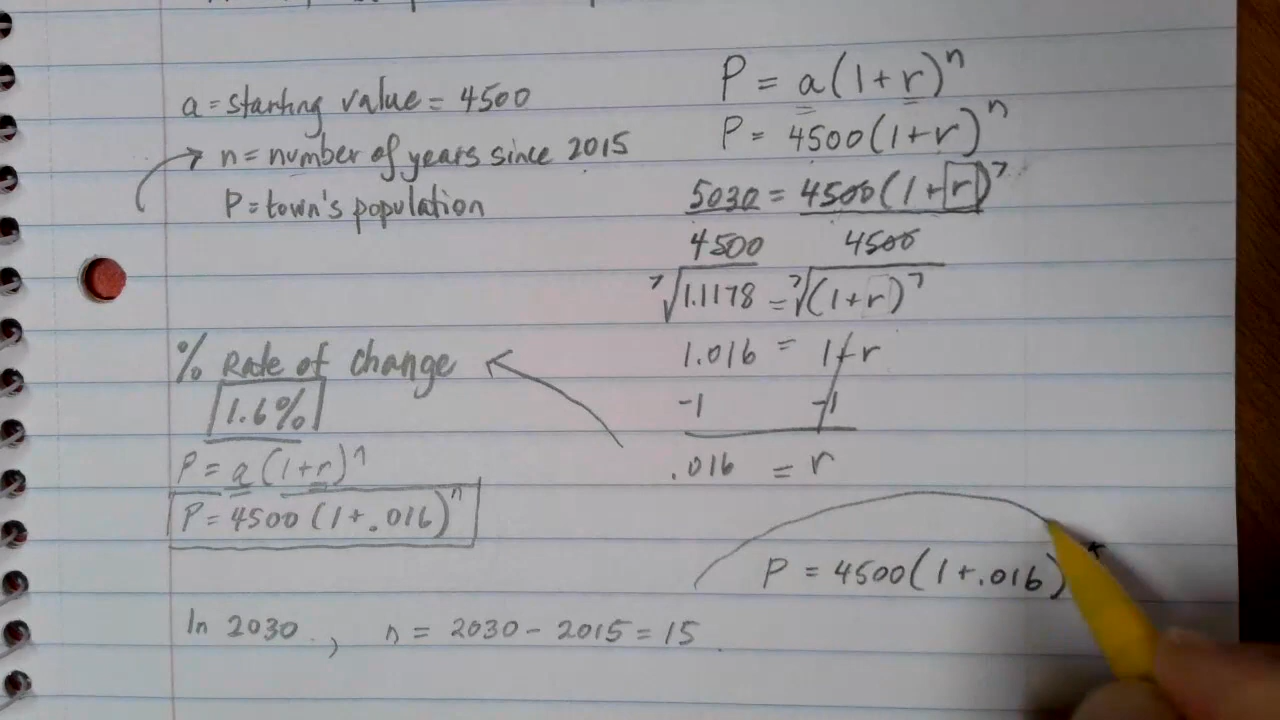 a = starting value = 4500
n = number of years since 2015
P = town's population
P = a(1+r)^n
P = 4500(1+r)^n
5030 = 4500(1+r)^7
4500 4500
7√1.1178 = 7√(1+r)^7
1.016 = 1+r
-1 -1
.016 = r
% Rate of change
1.6%
P = a(1+r)^n
P = 4500(1+.016)^n
P = 4500(1+.016)
In 2030, n = 2030 - 2015 = 15